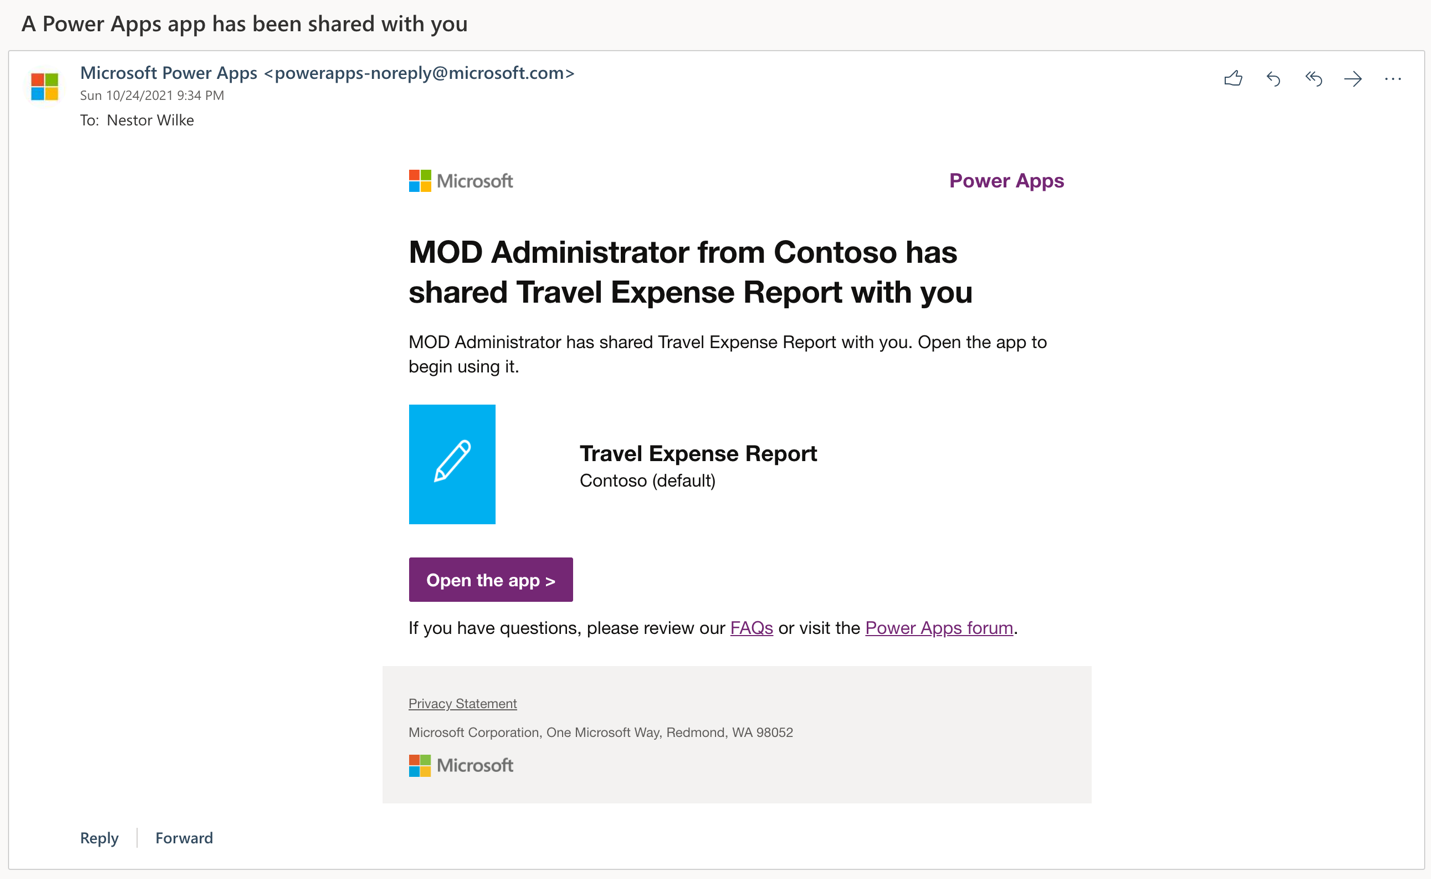 A Power Apps app has been shared with you
Microsoft Power Apps <powerapps-noreply@microsoft.com>
Sun 10/24/2021 9:34 PM
To: Nestor Wilke
Microsoft
Power Apps
MOD Administrator from Contoso has
shared Travel Expense Report with you
MOD Administrator has shared Travel Expense Report with you. Open the app to
begin using it.
Travel Expense Report
Contoso (default)
Open the app >
If you have questions, please review our FAQs or visit the Power Apps forum.
Privacy Statement
Microsoft Corporation, One Microsoft Way, Redmond, WA 98052
Microsoft
Reply
Forward